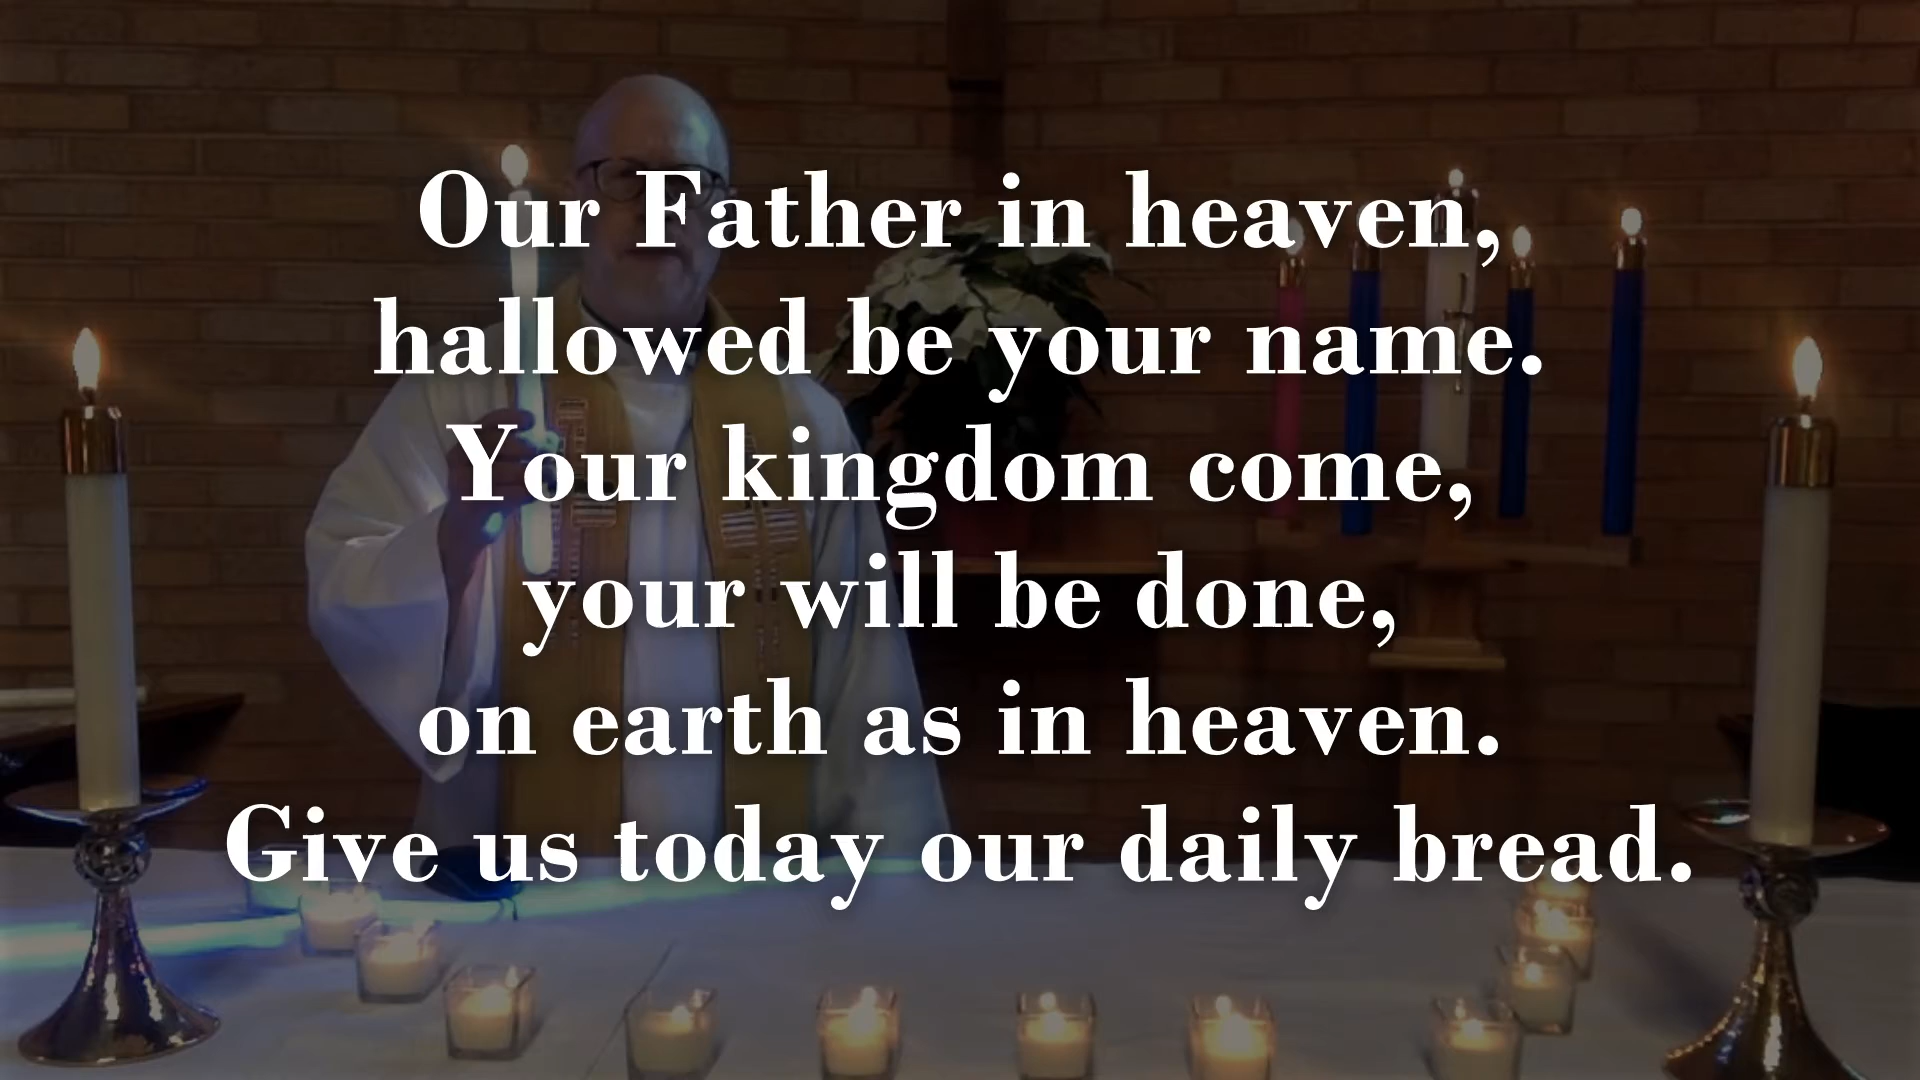 Our Father in heaven,
hallowed be your name.
Your kingdom come,
your will be done,
on earth as in heaven.
Give us today our daily bread.